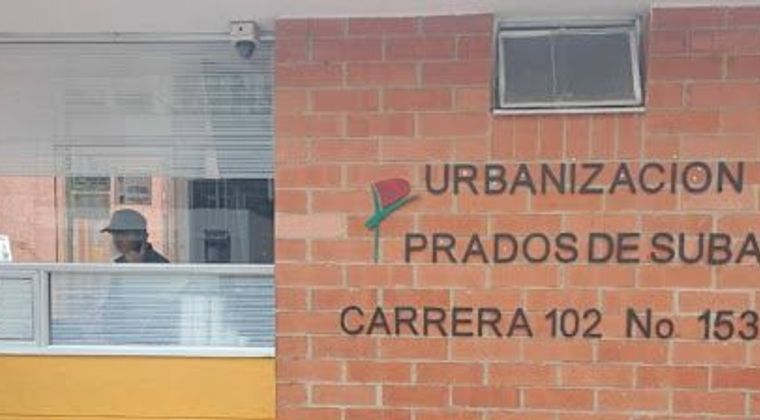 URBANIZACION
PRADOS DE SUBA
CARRERA 102 No 153